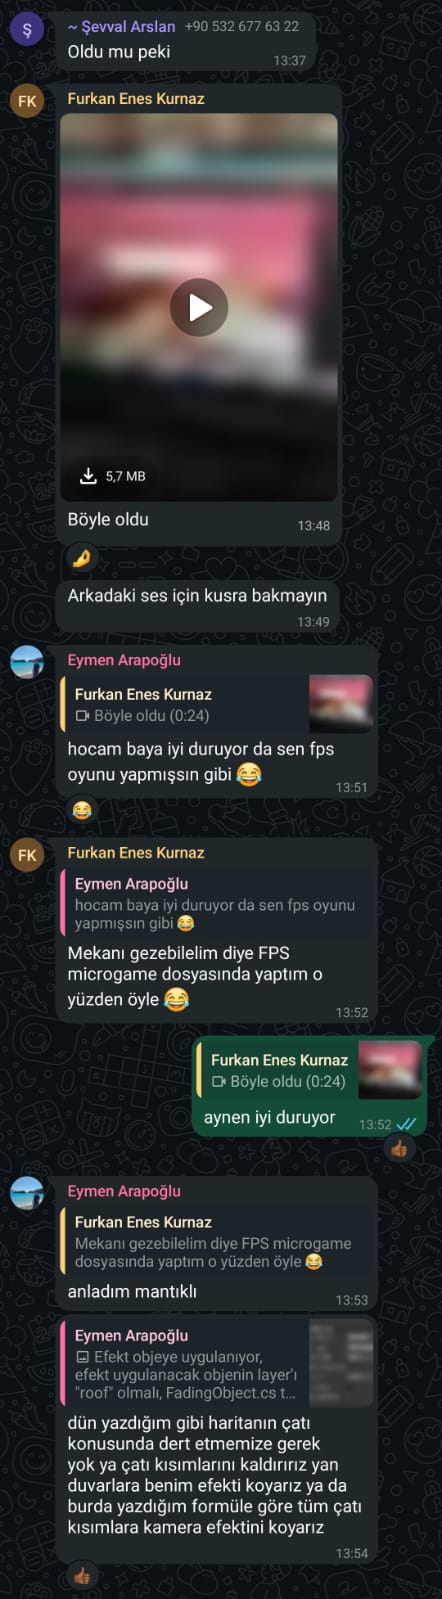 Ş
~ Şevval Arslan +90 532 677 63 22
Oldu mu peki
13:37
FK
Furkan Enes Kurnaz
5,7 MB
Böyle oldu
13:48
Arkadaki ses için kusra bakmayın
13:49
Eymen Arapoğlu
Furkan Enes Kurnaz
Böyle oldu (0:24)
hocam baya iyi duruyor da sen fps
oyunu yapmışsın gibi 😂
13:51
😂
FK
Furkan Enes Kurnaz
Eymen Arapoğlu
hocam baya iyi duruyor da sen fps oyunu
yapmışsın gibi 😂
Mekanı gezebilelim diye FPS
microgame dosyasında yaptım o
yüzden öyle 😂
13:52
Furkan Enes Kurnaz
Böyle oldu (0:24)
aynen iyi duruyor
13:52
Eymen Arapoğlu
Furkan Enes Kurnaz
Mekanı gezebilelim diye FPS microgame
dosyasında yaptım o yüzden öyle 😂
anladım mantıklı
13:53
Eymen Arapoğlu
Efekt objeye uygulanıyor,
efekt uygulanacak objenin layer'ı
"roof" olmalı, FadingObject.cs t...
dün yazdığım gibi haritanın çatı
konusunda dert etmemize gerek
yok ya çatı kısımlarını kaldırırız yan
duvarlara benim efekti koyarız ya da
burda yazdığım formüle göre tüm çatı
kısımlara kamera efektini koyarız
13:54